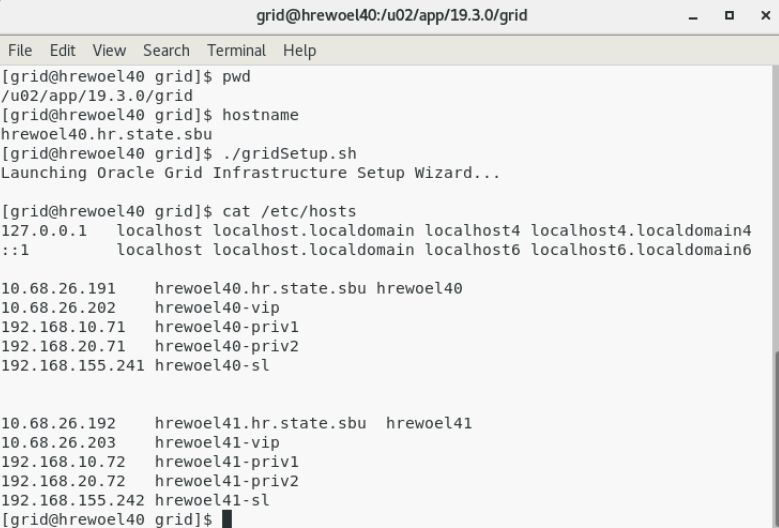 grid@hrewoel40:/u02/app/19.3.0/grid
File Edit View Search Terminal Help
[grid@hrewoel40 grid]$ pwd
/u02/app/19.3.0/grid
[grid@hrewoel40 grid]$ hostname
hrewoel40.hr.state.sbu
[grid@hrewoel40 grid]$ ./gridSetup.sh
Launching Oracle Grid Infrastructure Setup Wizard...
[grid@hrewoel40 grid]$ cat /etc/hosts
127.0.0.1   localhost localhost.localdomain localhost4 localhost4.localdomain4
::1         localhost localhost.localdomain localhost6 localhost6.localdomain6
10.68.26.191    hrewoel40.hr.state.sbu hrewoel40
10.68.26.202    hrewoel40-vip
192.168.10.71   hrewoel40-priv1
192.168.20.71   hrewoel40-priv2
192.168.155.241 hrewoel40-sl
10.68.26.192    hrewoel41.hr.state.sbu  hrewoel41
10.68.26.203    hrewoel41-vip
192.168.10.72   hrewoel41-priv1
192.168.20.72   hrewoel41-priv2
192.168.155.242 hrewoel41-sl
[grid@hrewoel40 grid]$